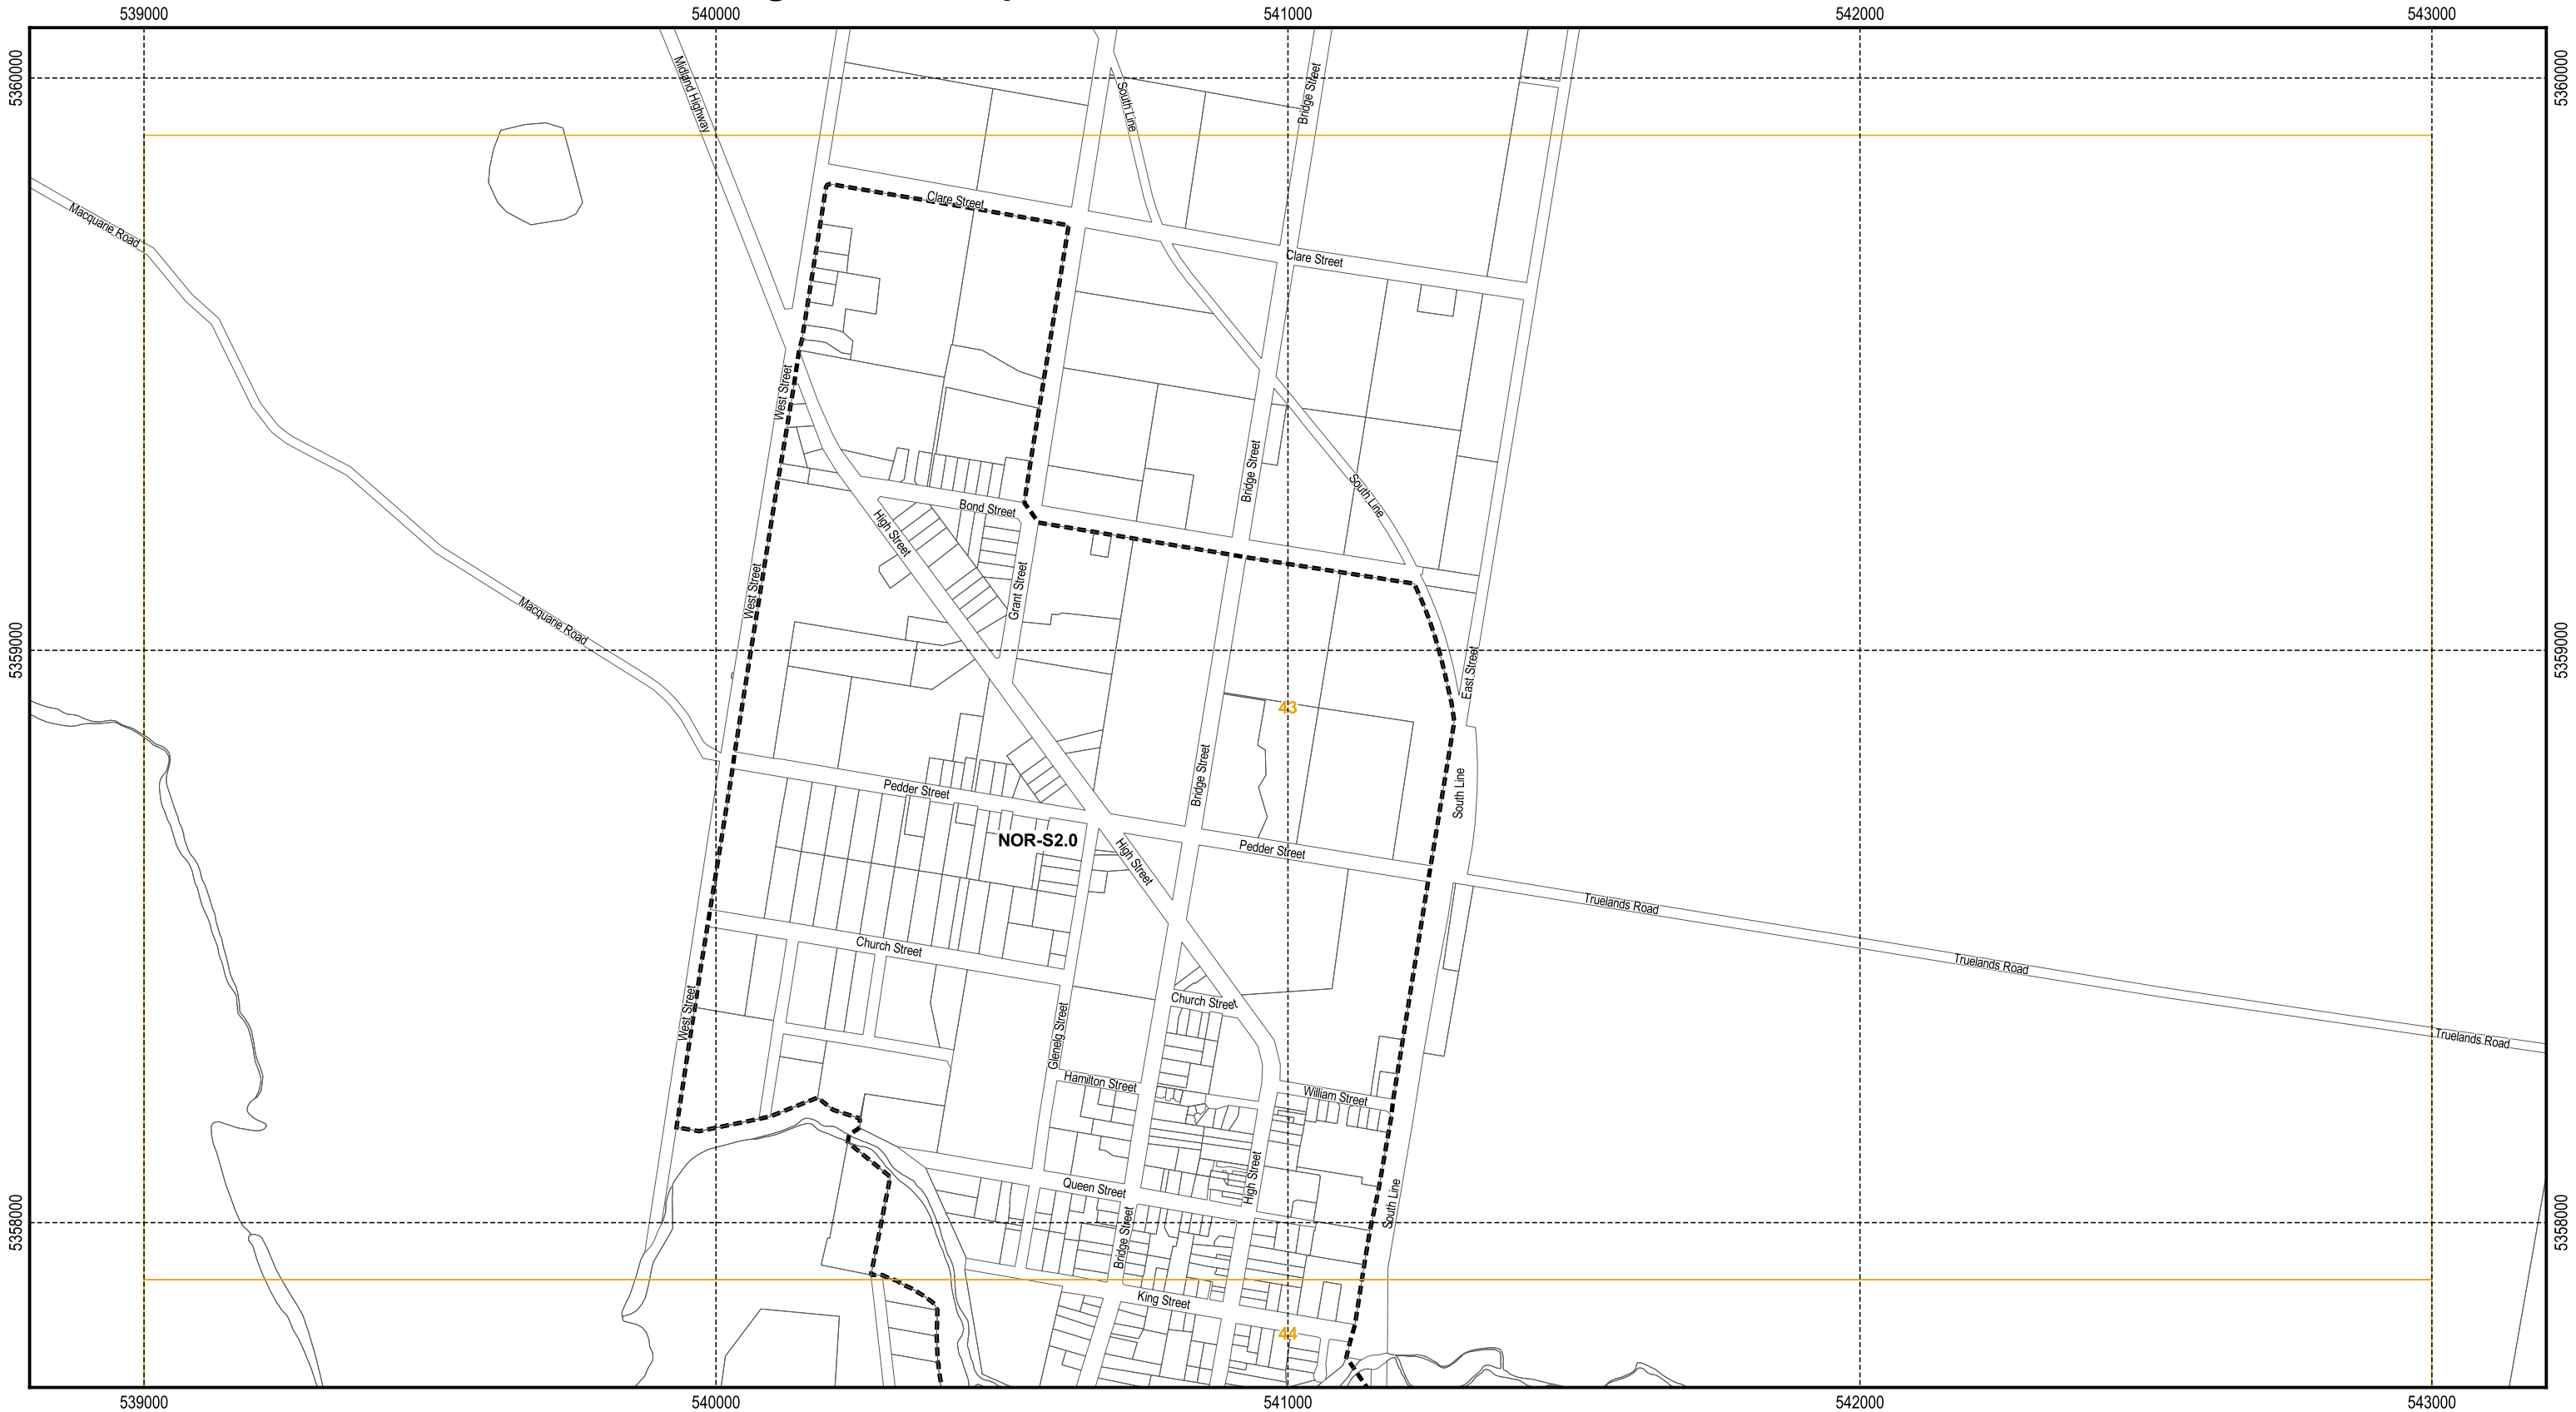 539000
540000
541000
542000
543000
5360000
5360000
Midland Highway
South Line
Bridge Street
Macquarie Road
Clare Street
Clare Street
West Street
Bridge Street
South Line
Bond Street
High Street
West Street
Grant Street
Macquarie Road
5359000
5359000
East Street
43
Bridge Street
South Line
Pedder Street
NOR-S2.0
High Street
Pedder Street
Truelands Road
Church Street
Truelands Road
West Street
Church Street
Glenelg Street
Truelands Road
Hamilton Street
William Street
High Street
Queen Street
South Line
Bridge Street
5358000
5358000
King Street
44
539000
540000
541000
542000
543000